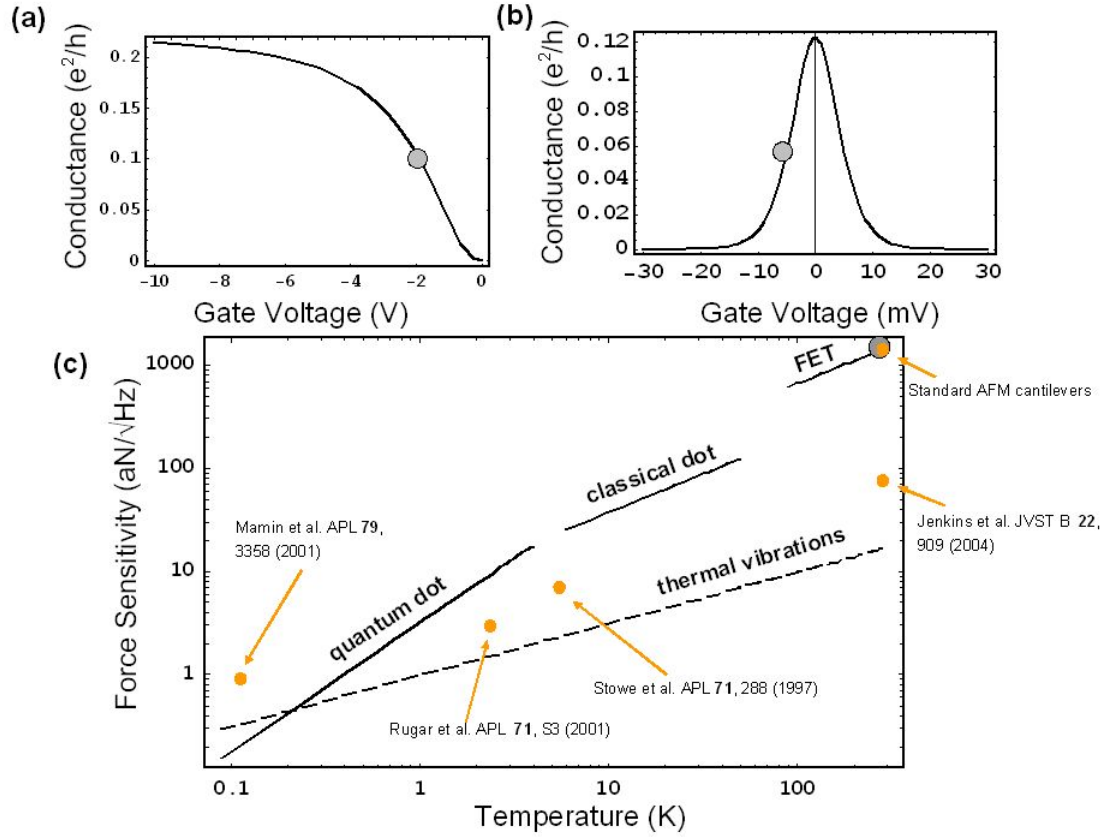 (a)
Conductance (e²/h)
0.2
0.15
0.1
0.05
0
-10 -8 -6 -4 -2 0
Gate Voltage (V)
(b)
Conductance (e²/h)
0.12
0.1
0.08
0.06
0.04
0.02
0
-30 -20 -10 0 10 20 30
Gate Voltage (mV)
(c)
Force Sensitivity (aN/√Hz)
1000
100
10
1
FET
Standard AFM cantilevers
classical dot
Mamin et al. APL 79,
3358 (2001)
Jenkins et al. JVST B 22,
909 (2004)
thermal vibrations
quantum dot
Stowe et al. APL 71, 288 (1997)
Rugar et al. APL 71, S3 (2001)
0.1 1 10 100
Temperature (K)